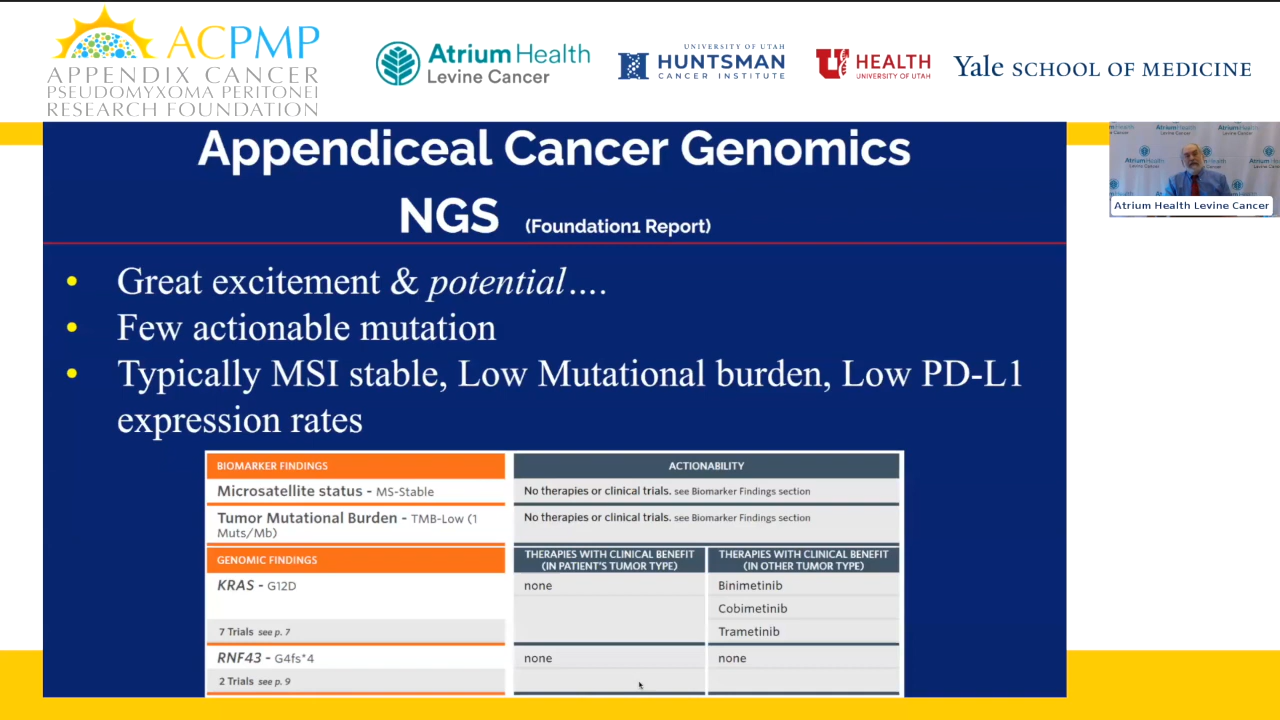 ACPMP
APPENDIX CANCER
PSEUDOMYXOMA PERITONEI
RESEARCH FOUNDATION
Atrium Health
Levine Cancer
UNIVERSITY OF UTAH
HUNTSMAN
CANCER INSTITUTE
U
HEALTH
UNIVERSITY OF UTAH
Yale SCHOOL OF MEDICINE
Appendiceal Cancer Genomics
NGS (Foundation1 Report)
• Great excitement & potential….
• Few actionable mutation
• Typically MSI stable, Low Mutational burden, Low PD-L1
expression rates
BIOMARKER FINDINGS ACTIONABILITY
Microsatellite status - MS-Stable No therapies or clinical trials. see Biomarker Findings section
Tumor Mutational Burden - TMB-Low (1 No therapies or clinical trials. see Biomarker Findings section
Muts/Mb)
GENOMIC FINDINGS THERAPIES WITH CLINICAL BENEFIT THERAPIES WITH CLINICAL BENEFIT
(IN PATIENT'S TUMOR TYPE) (IN OTHER TUMOR TYPE)
KRAS - G12D none Binimetinib
Cobimetinib
7 Trials see p. 7 Trametinib
RNF43 - G4fs*4 none none
2 Trials see p. 9
Atrium Health
Levine Cancer
Atrium Health Levine Cancer